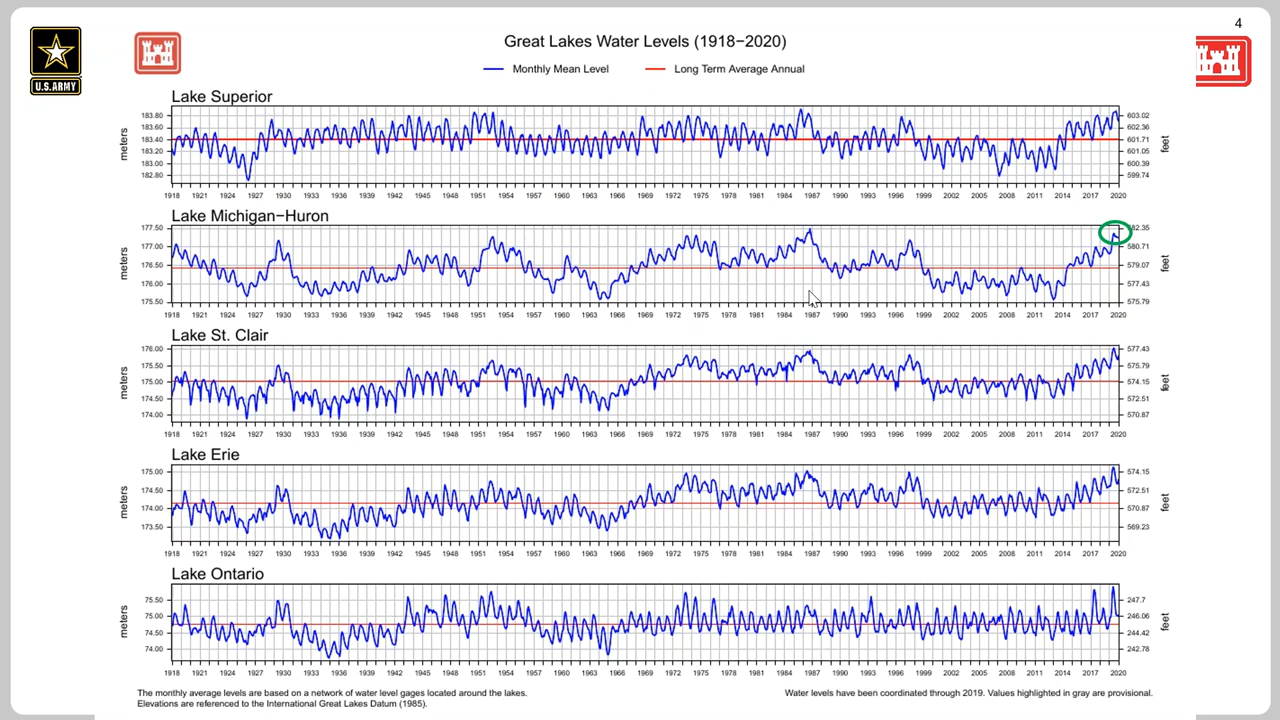 4
U.S.ARMY
Great Lakes Water Levels (1918−2020)
Monthly Mean Level Long Term Average Annual
Lake Superior
meters
183.80
183.60
183.40
183.20
183.00
182.80
603.02
602.36
601.71
601.05
600.39
599.74
feet
1918 1921 1924 1927 1930 1933 1936 1939 1942 1945 1948 1951 1954 1957 1960 1963 1966 1969 1972 1975 1978 1981 1984 1987 1990 1993 1996 1999 2002 2005 2008 2011 2014 2017 2020
Lake Michigan−Huron
meters
177.50
177.00
176.50
176.00
175.50
82.35
580.71
579.07
577.43
575.79
feet
1918 1921 1924 1927 1930 1933 1936 1939 1942 1945 1948 1951 1954 1957 1960 1963 1966 1969 1972 1975 1978 1981 1984 1987 1990 1993 1996 1999 2002 2005 2008 2011 2014 2017 2020
Lake St. Clair
meters
176.00
175.50
175.00
174.50
174.00
577.43
575.79
574.15
572.51
570.87
feet
1918 1921 1924 1927 1930 1933 1936 1939 1942 1945 1948 1951 1954 1957 1960 1963 1966 1969 1972 1975 1978 1981 1984 1987 1990 1993 1996 1999 2002 2005 2008 2011 2014 2017 2020
Lake Erie
meters
175.00
174.50
174.00
173.50
574.15
572.51
570.87
569.23
feet
1918 1921 1924 1927 1930 1933 1936 1939 1942 1945 1948 1951 1954 1957 1960 1963 1966 1969 1972 1975 1978 1981 1984 1987 1990 1993 1996 1999 2002 2005 2008 2011 2014 2017 2020
Lake Ontario
meters
75.50
75.00
74.50
74.00
247.7
246.06
244.42
242.78
feet
1918 1921 1924 1927 1930 1933 1936 1939 1942 1945 1948 1951 1954 1957 1960 1963 1966 1969 1972 1975 1978 1981 1984 1987 1990 1993 1996 1999 2002 2005 2008 2011 2014 2017 2020
The monthly average levels are based on a network of water level gages located around the lakes.
Elevations are referenced to the International Great Lakes Datum (1985).
Water levels have been coordinated through 2019. Values highlighted in gray are provisional.